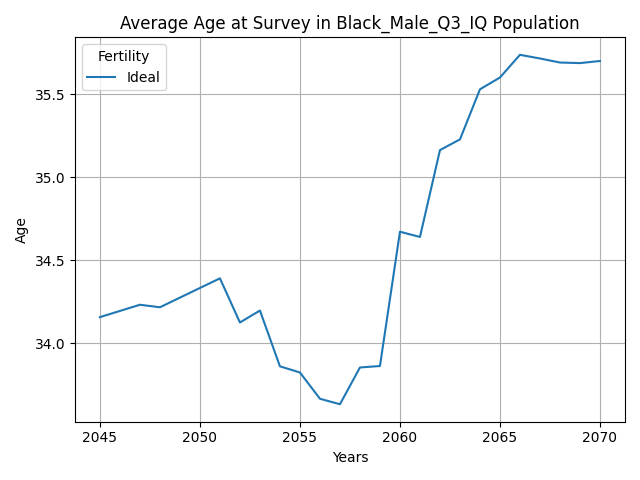 Average Age at Survey in Black_Male_Q3_IQ Population
Fertility
Ideal
Age
35.5
35.0
34.5
34.0
2045 2050 2055 2060 2065 2070
Years